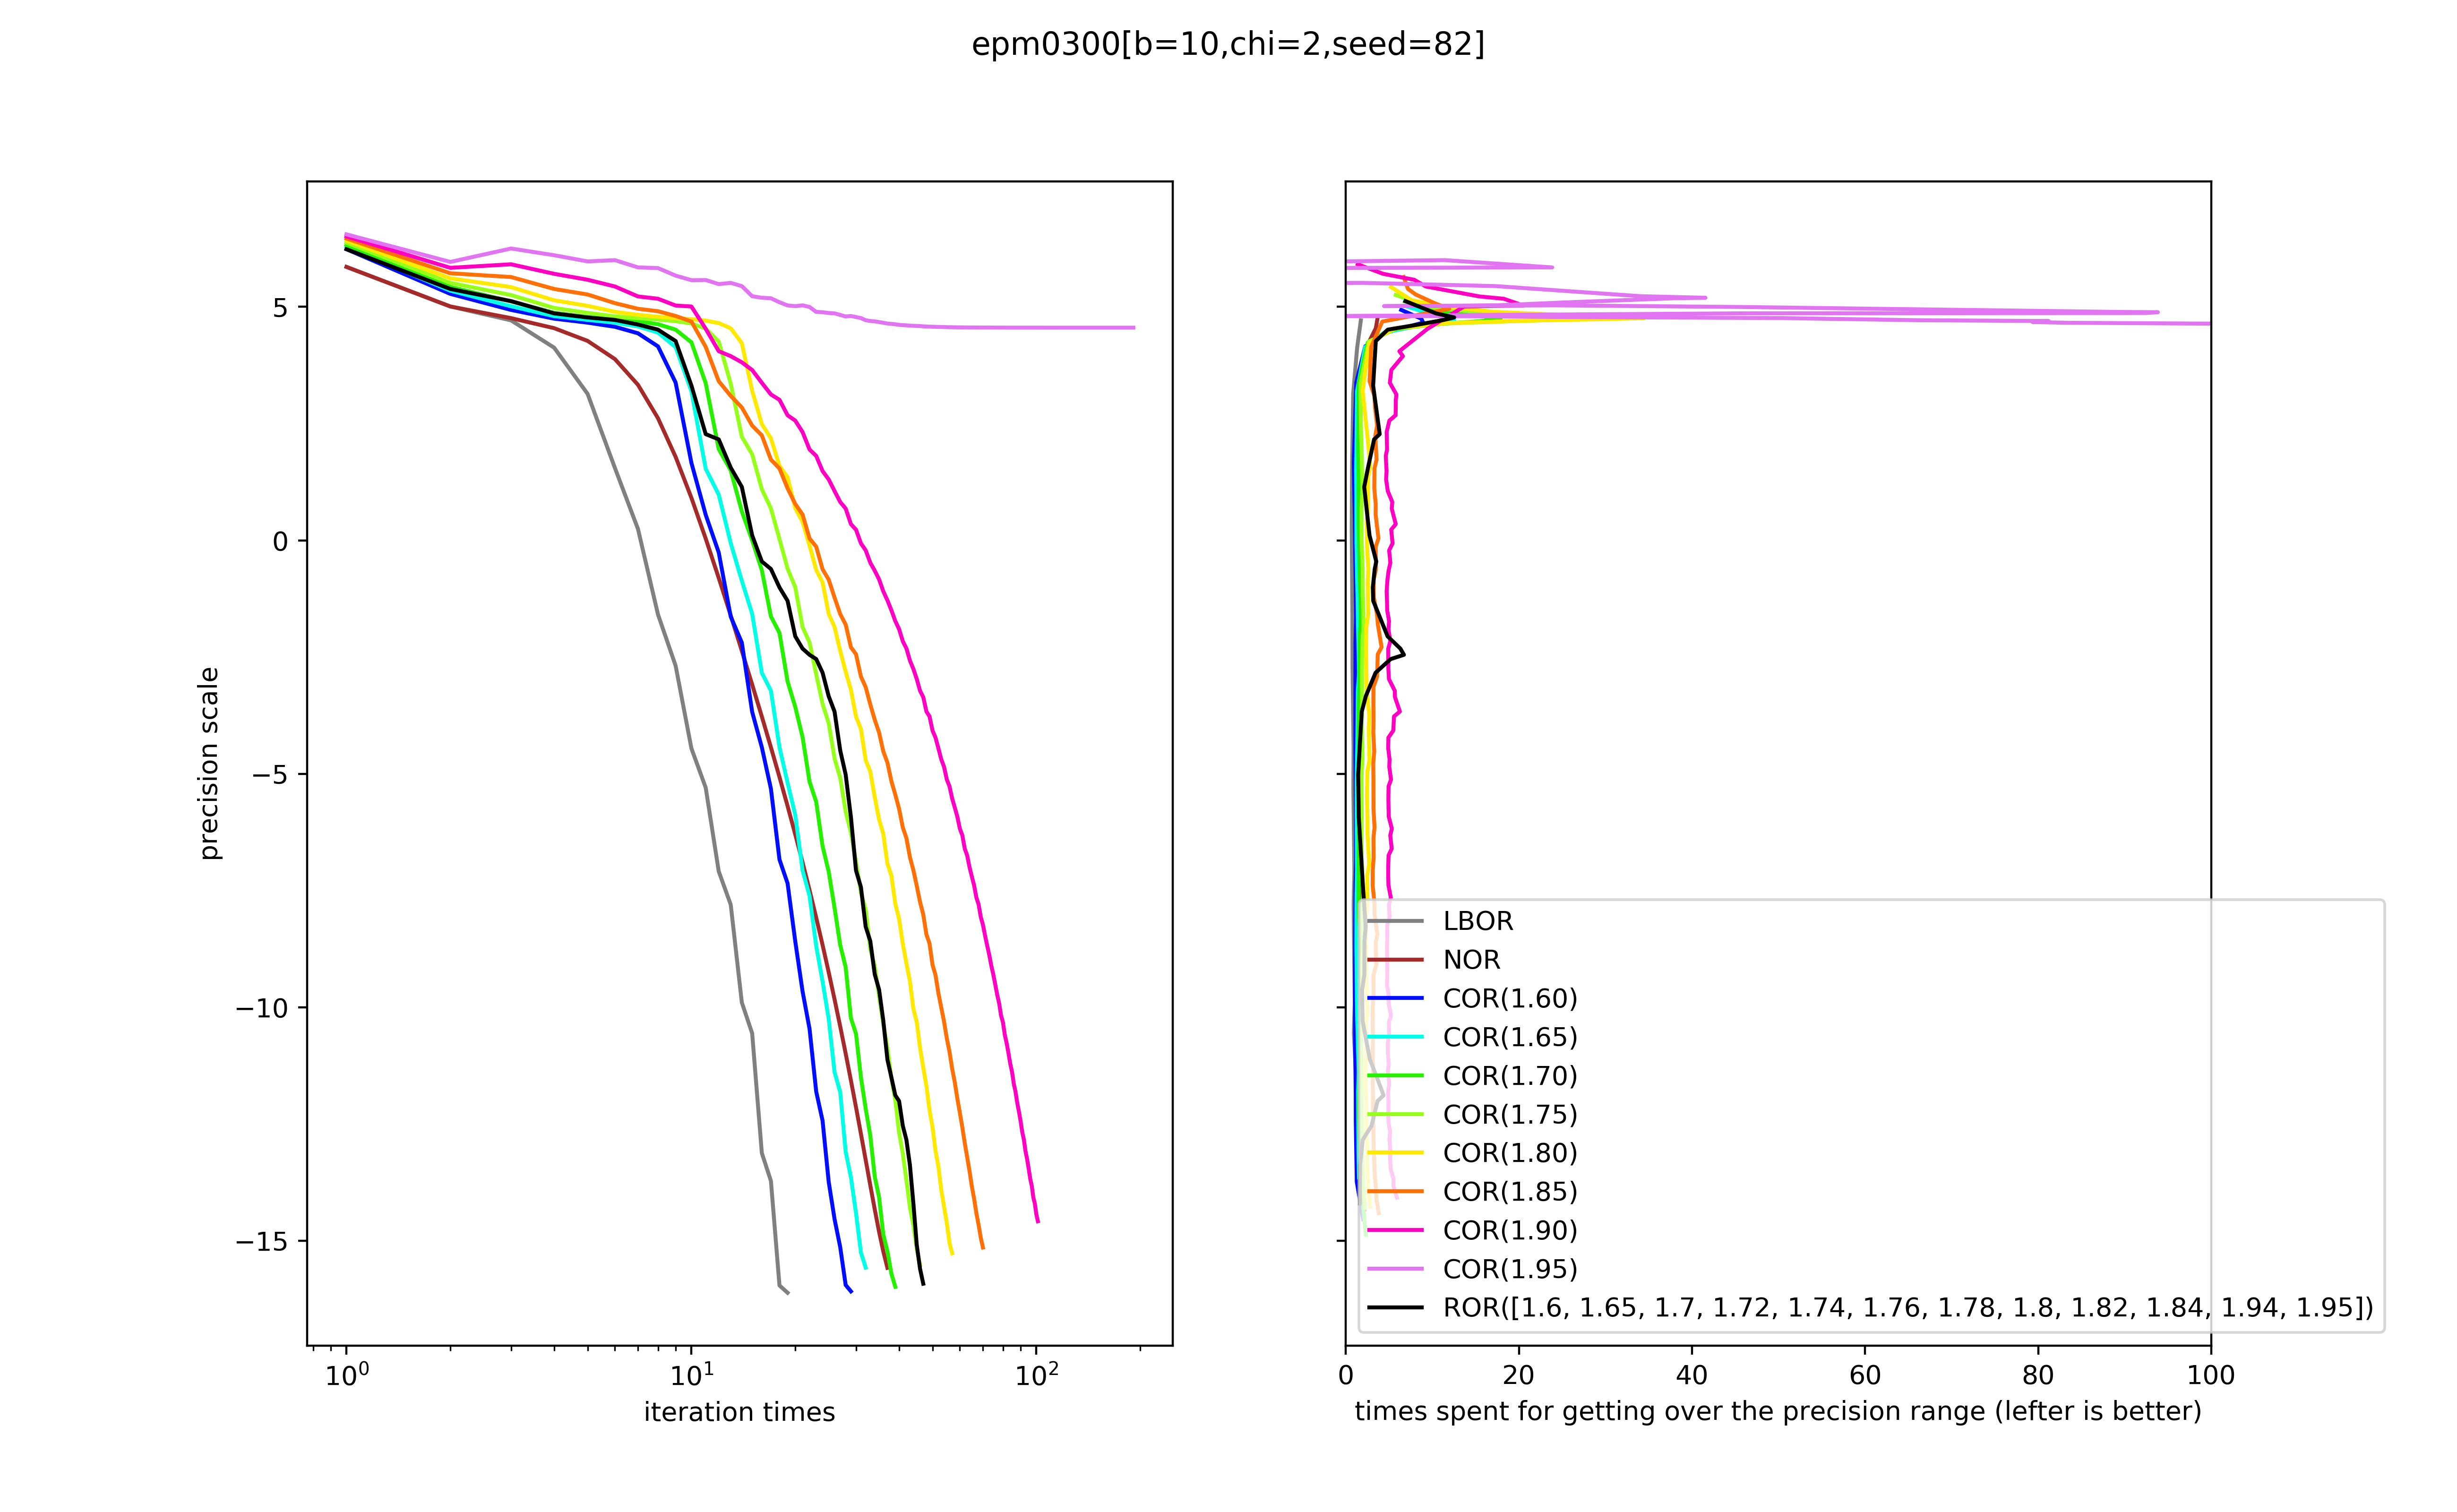 epm0300[b=10,chi=2,seed=82]
precision scale
5
0
−5
−10
−15
10⁰
10¹
10²
iteration times
0
20
40
60
80
100
times spent for getting over the precision range (lefter is better)
LBOR
NOR
COR(1.60)
COR(1.65)
COR(1.70)
COR(1.75)
COR(1.80)
COR(1.85)
COR(1.90)
COR(1.95)
ROR([1.6, 1.65, 1.7, 1.72, 1.74, 1.76, 1.78, 1.8, 1.82, 1.84, 1.94, 1.95])